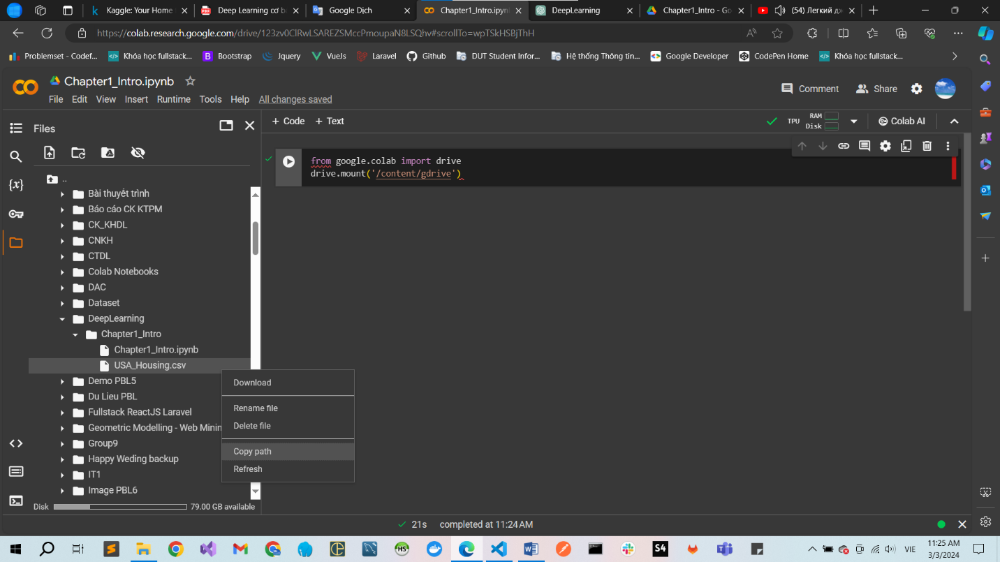 Kaggle: Your Home
Deep Learning cơ b
Google Dịch
Chapter1_Intro.ipyn
DeepLearning
Chapter1_Intro - Go
(54) Легкий дж
https://colab.research.google.com/drive/123zv0ClRwLSAREZSMccPmoupaN8LSQhv#scrollTo=wpTSkHSBjThH
Problemset - Codef...
Khóa học fullstack...
Bootstrap
Jquery
VueJs
Laravel
Github
DUT Student Infor...
Hệ thống Thông tin...
Google Developer
CodePen Home
Khóa học fullstack...
Chapter1_Intro.ipynb
File Edit View Insert Runtime Tools Help All changes saved
Comment
Share
Files
+ Code + Text
TPU
RAM
Disk
Colab AI
..
from google.colab import drive
drive.mount('/content/gdrive')
Bài thuyết trình
Báo cáo CK KTPM
CK_KHDL
CNKH
CTDL
Colab Notebooks
DAC
Dataset
DeepLearning
Chapter1_Intro
Chapter1_Intro.ipynb
USA_Housing.csv
Demo PBL5
Du Lieu PBL
Fullstack ReactJS Laravel
Geometric Modelling - Web Minin
Group9
Happy Weding backup
IT1
Image PBL6
Download
Rename file
Delete file
Copy path
Refresh
Disk
79.00 GB available
21s completed at 11:24 AM
VIE
11:25 AM
3/3/2024